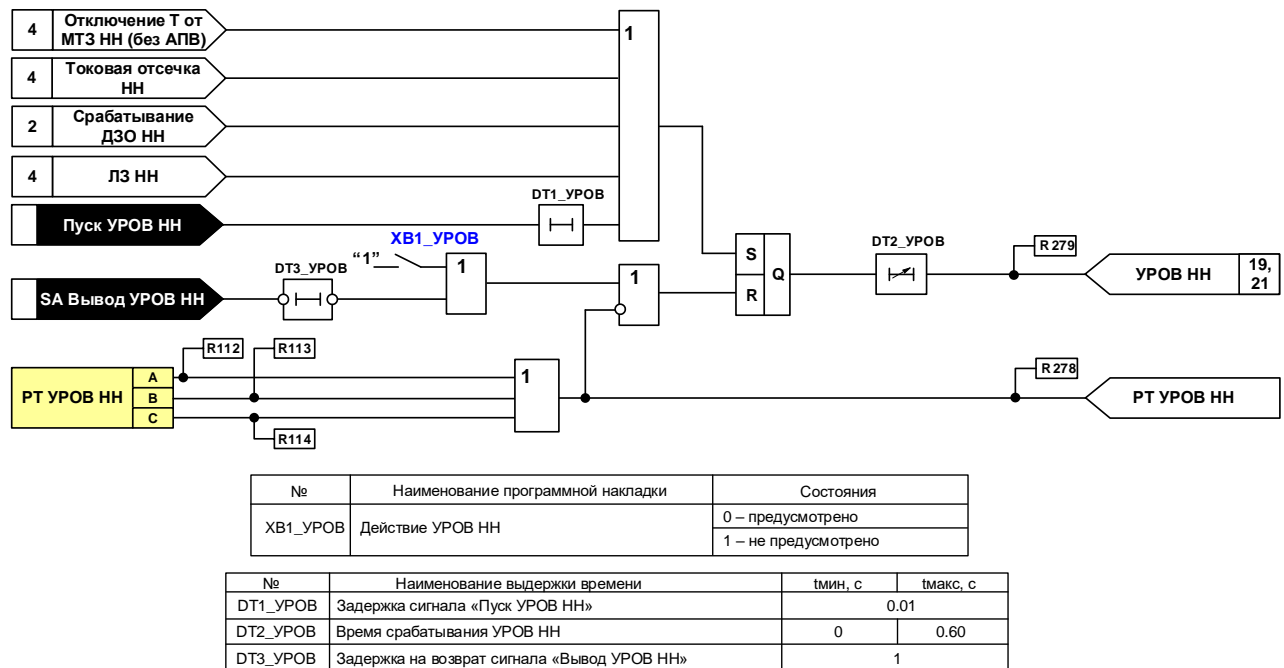 4
Отключение Т от
МТЗ НН (без АПВ)
4
Токовая отсечка
НН
2
Срабатывание
ДЗО НН
4
ЛЗ НН
Пуск УРОВ НН
SA Вывод УРОВ НН
РТ УРОВ НН
A
B
C
1
DT1_УРОВ
XB1_УРОВ
“1”
DT3_УРОВ
1
1
S
R
Q
DT2_УРОВ
R 279
УРОВ НН
19,
21
R112
R113
R114
1
R 278
РТ УРОВ НН
№
Наименование программной накладки
Состояния
XB1_УРОВ
Действие УРОВ НН
0 – предусмотрено
1 – не предусмотрено
№
Наименование выдержки времени
tмин, с
tмакс, с
DT1_УРОВ
Задержка сигнала «Пуск УРОВ НН»
0.01
DT2_УРОВ
Время срабатывания УРОВ НН
0
0.60
DT3_УРОВ
Задержка на возврат сигнала «Вывод УРОВ НН»
1